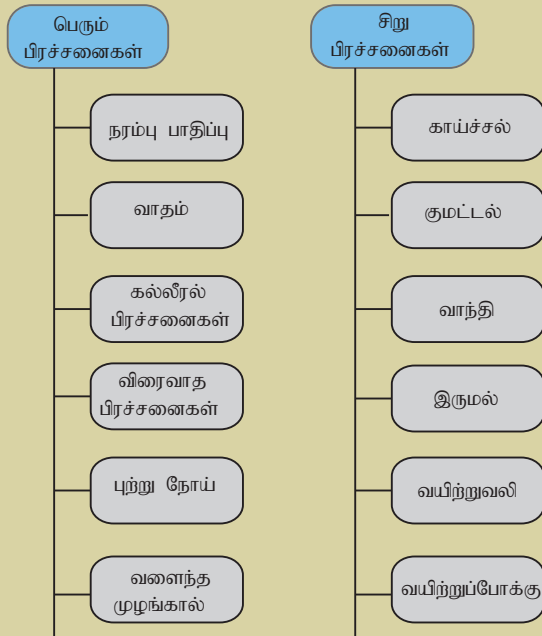 பெரும்
பிரச்சனைகள்
நரம்பு பாதிப்பு
வாதம்
கல்லீரல்
பிரச்சனைகள்
விரைவாத
பிரச்சனைகள்
புற்று நோய்
வளைந்த
முழங்கால்
சிறு
பிரச்சனைகள்
காய்ச்சல்
குமட்டல்
வாந்தி
இருமல்
வயிற்றுவலி
வயிற்றுப்போக்கு